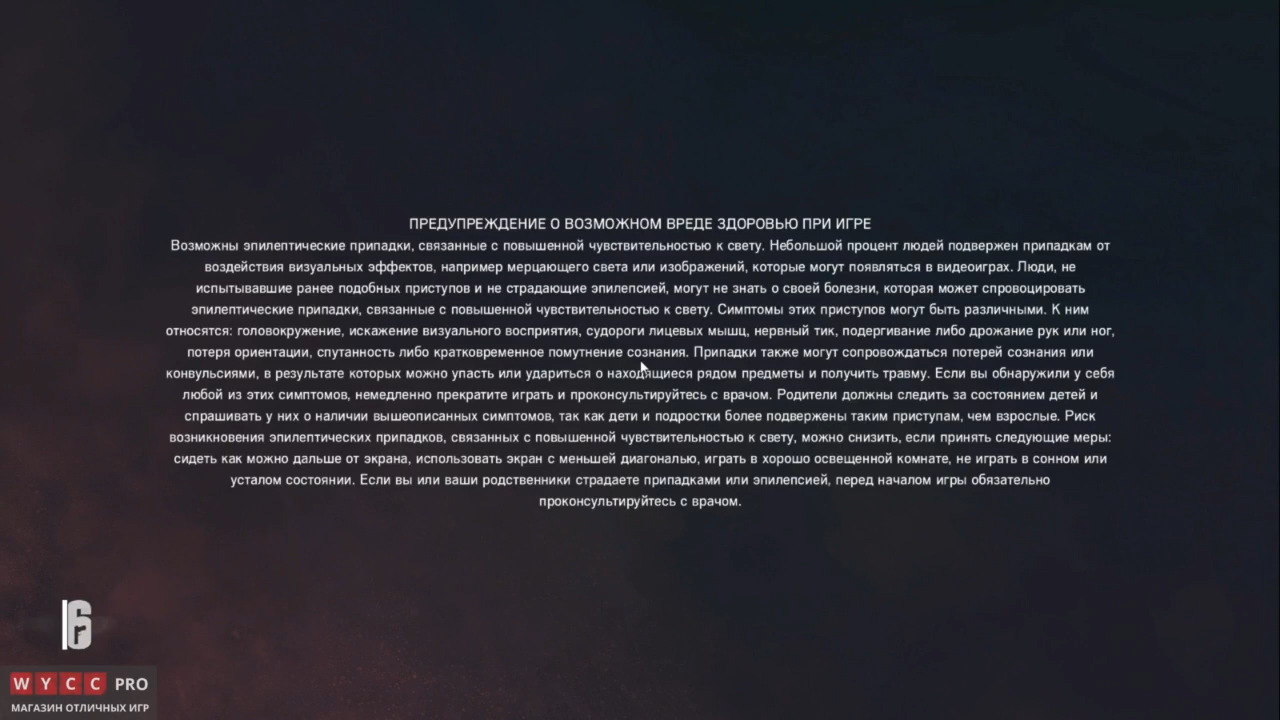 ПРЕДУПРЕЖДЕНИЕ О ВОЗМОЖНОМ ВРЕДЕ ЗДОРОВЬЮ ПРИ ИГРЕ
Возможны эпилептические припадки, связанные с повышенной чувствительностью к свету. Небольшой процент людей подвержен припадкам от
воздействия визуальных эффектов, например мерцающего света или изображений, которые могут появляться в видеоиграх. Люди, не
испытывавшие ранее подобных приступов и не страдающие эпилепсией, могут не знать о своей болезни, которая может спровоцировать
эпилептические припадки, связанные с повышенной чувствительностью к свету. Симптомы этих приступов могут быть различными. К ним
относятся: головокружение, искажение визуального восприятия, судороги лицевых мышц, нервный тик, подергивание либо дрожание рук или ног,
потеря ориентации, спутанность либо кратковременное помутнение сознания. Припадки также могут сопровождаться потерей сознания или
конвульсиями, в результате которых можно упасть или удариться о находящиеся рядом предметы и получить травму. Если вы обнаружили у себя
любой из этих симптомов, немедленно прекратите играть и проконсультируйтесь с врачом. Родители должны следить за состоянием детей и
спрашивать у них о наличии вышеописанных симптомов, так как дети и подростки более подвержены таким приступам, чем взрослые. Риск
возникновения эпилептических припадков, связанных с повышенной чувствительностью к свету, можно снизить, если принять следующие меры:
сидеть как можно дальше от экрана, использовать экран с меньшей диагональю, играть в хорошо освещенной комнате, не играть в сонном или
усталом состоянии. Если вы или ваши родственники страдаете припадками или эпилепсией, перед началом игры обязательно
проконсультируйтесь с врачом.
6
WYCC PRO
МАГАЗИН ОТЛИЧНЫХ ИГР